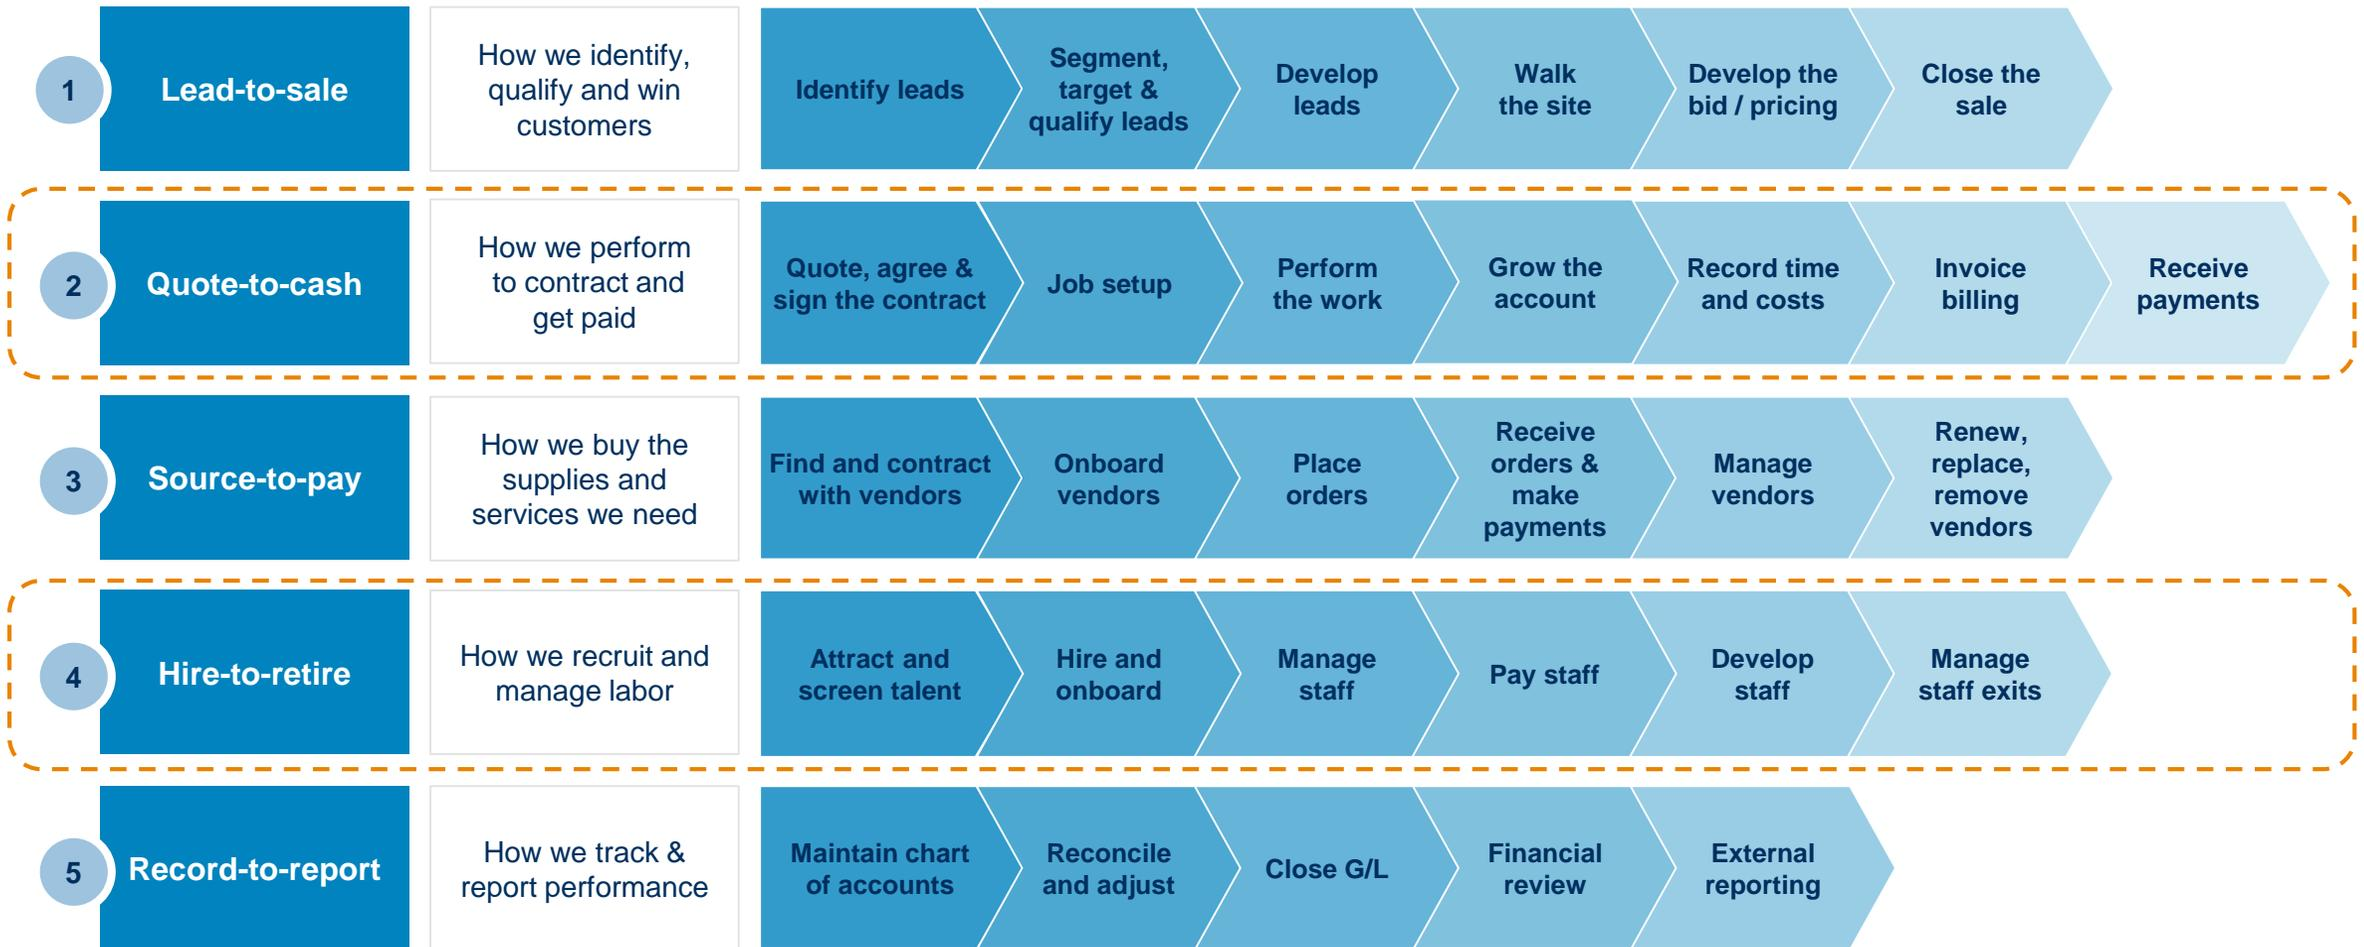 1
Lead-to-sale
How we identify,
qualify and win
customers
Identify leads
Segment,
target &
qualify leads
Develop
leads
Walk
the site
Develop the
bid / pricing
Close the
sale
2
Quote-to-cash
How we perform
to contract and
get paid
Quote, agree &
sign the contract
Job setup
Perform
the work
Grow the
account
Record time
and costs
Invoice
billing
Receive
payments
3
Source-to-pay
How we buy the
supplies and
services we need
Find and contract
with vendors
Onboard
vendors
Place
orders
Receive
orders &
make
payments
Manage
vendors
Renew,
replace,
remove
vendors
4
Hire-to-retire
How we recruit and
manage labor
Attract and
screen talent
Hire and
onboard
Manage
staff
Pay staff
Develop
staff
Manage
staff exits
5
Record-to-report
How we track &
report performance
Maintain chart
of accounts
Reconcile
and adjust
Close G/L
Financial
review
External
reporting